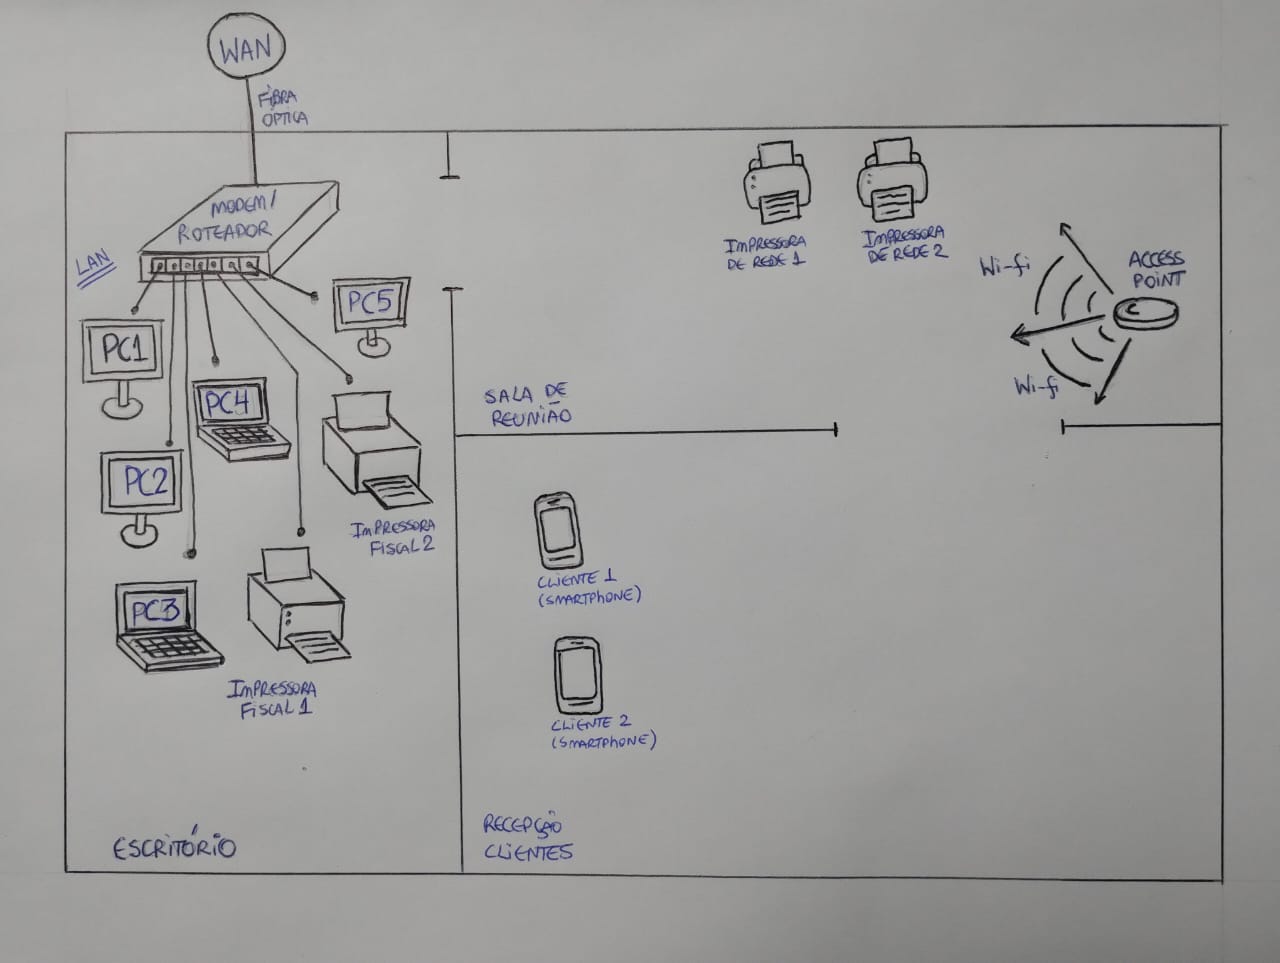 WAN
FIBRA
OPTICA
MODEM/
ROTEADOR
LAN
PC1
PC2
PC3
PC4
PC5
IMPRESSORA
FISCAL 2
IMPRESSORA
FISCAL 1
ESCRITÓRIO
IMPRESSORA
DE REDE 1
IMPRESSORA
DE REDE 2
Wi-fi
ACCESS
POINT
Wi-fi
SALA DE
REUNIÃO
CLIENTE 1
(SMARTPHONE)
CLIENTE 2
(SMARTPHONE)
RECEPÇÃO
CLIENTES